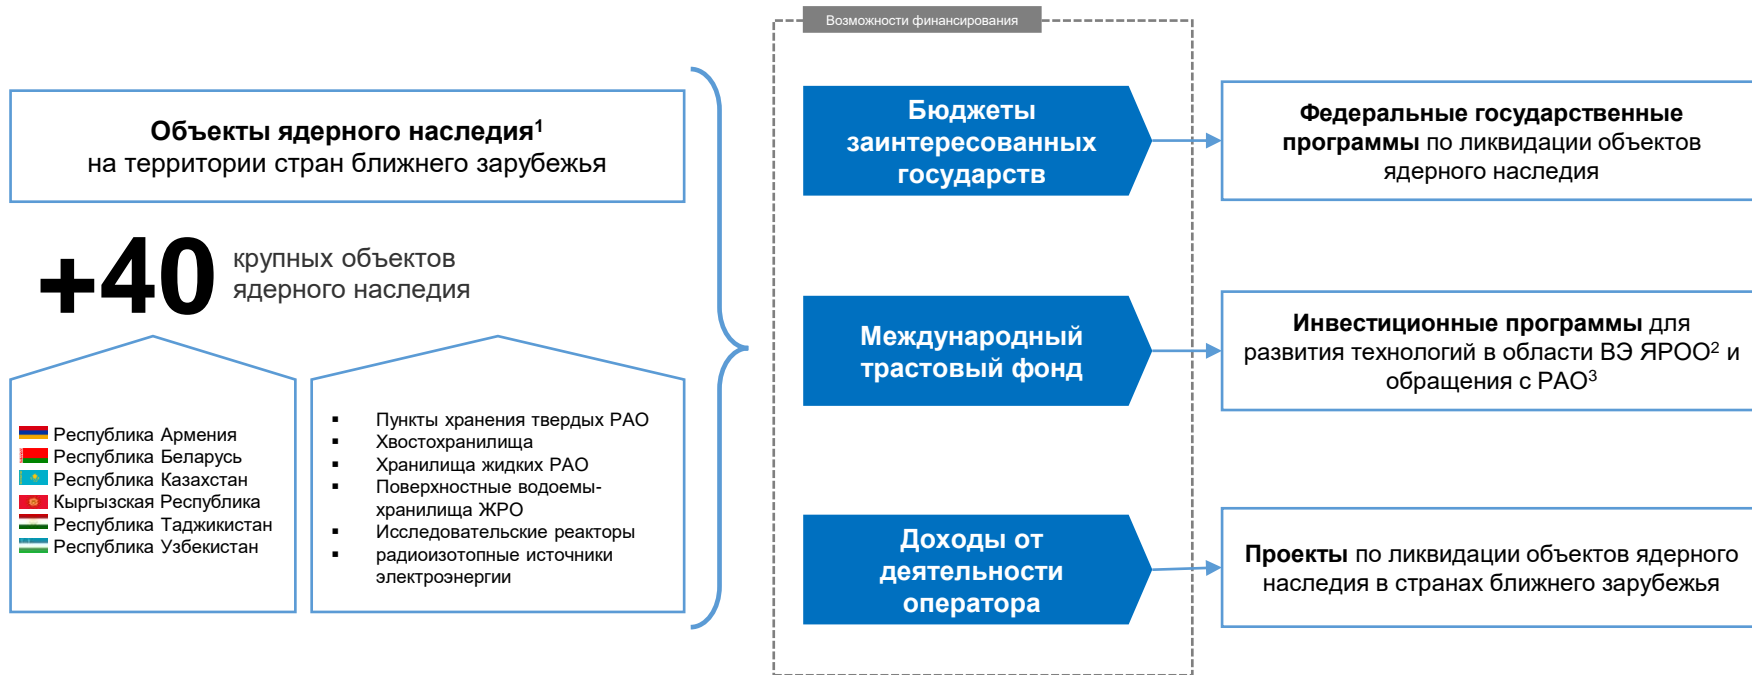 Возможности финансирования
Объекты ядерного наследия¹
на территории стран ближнего зарубежья
+40
крупных объектов
ядерного наследия
Республика Армения
Республика Беларусь
Республика Казахстан
Кыргызская Республика
Республика Таджикистан
Республика Узбекистан
▪ Пункты хранения твердых РАО
▪ Хвостохранилища
▪ Хранилища жидких РАО
▪ Поверхностные водоемы-
хранилища ЖРО
▪ Исследовательские реакторы
▪ радиоизотопные источники
электроэнергии
Бюджеты
заинтересованных
государств
Международный
трастовый фонд
Доходы от
деятельности
оператора
Федеральные государственные
программы по ликвидации объектов
ядерного наследия
Инвестиционные программы для
развития технологий в области ВЭ ЯРОО² и
обращения с РАО³
Проекты по ликвидации объектов ядерного
наследия в странах ближнего зарубежья